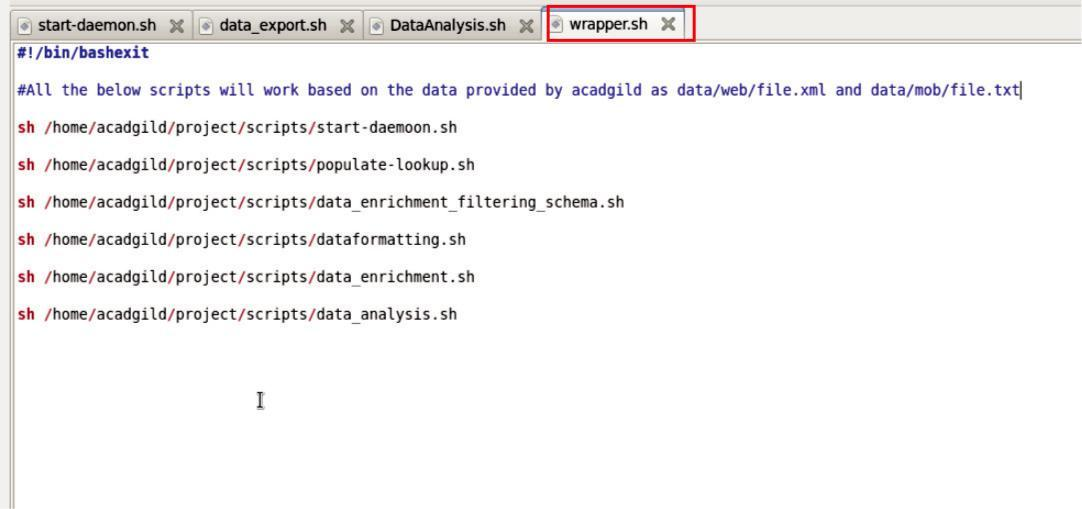 start-daemon.sh data_export.sh DataAnalysis.sh wrapper.sh
#!/bin/bashexit
#All the below scripts will work based on the data provided by acadgild as data/web/file.xml and data/mob/file.txt
sh /home/acadgild/project/scripts/start-daemoon.sh
sh /home/acadgild/project/scripts/populate-lookup.sh
sh /home/acadgild/project/scripts/data_enrichment_filtering_schema.sh
sh /home/acadgild/project/scripts/dataformatting.sh
sh /home/acadgild/project/scripts/data_enrichment.sh
sh /home/acadgild/project/scripts/data_analysis.sh